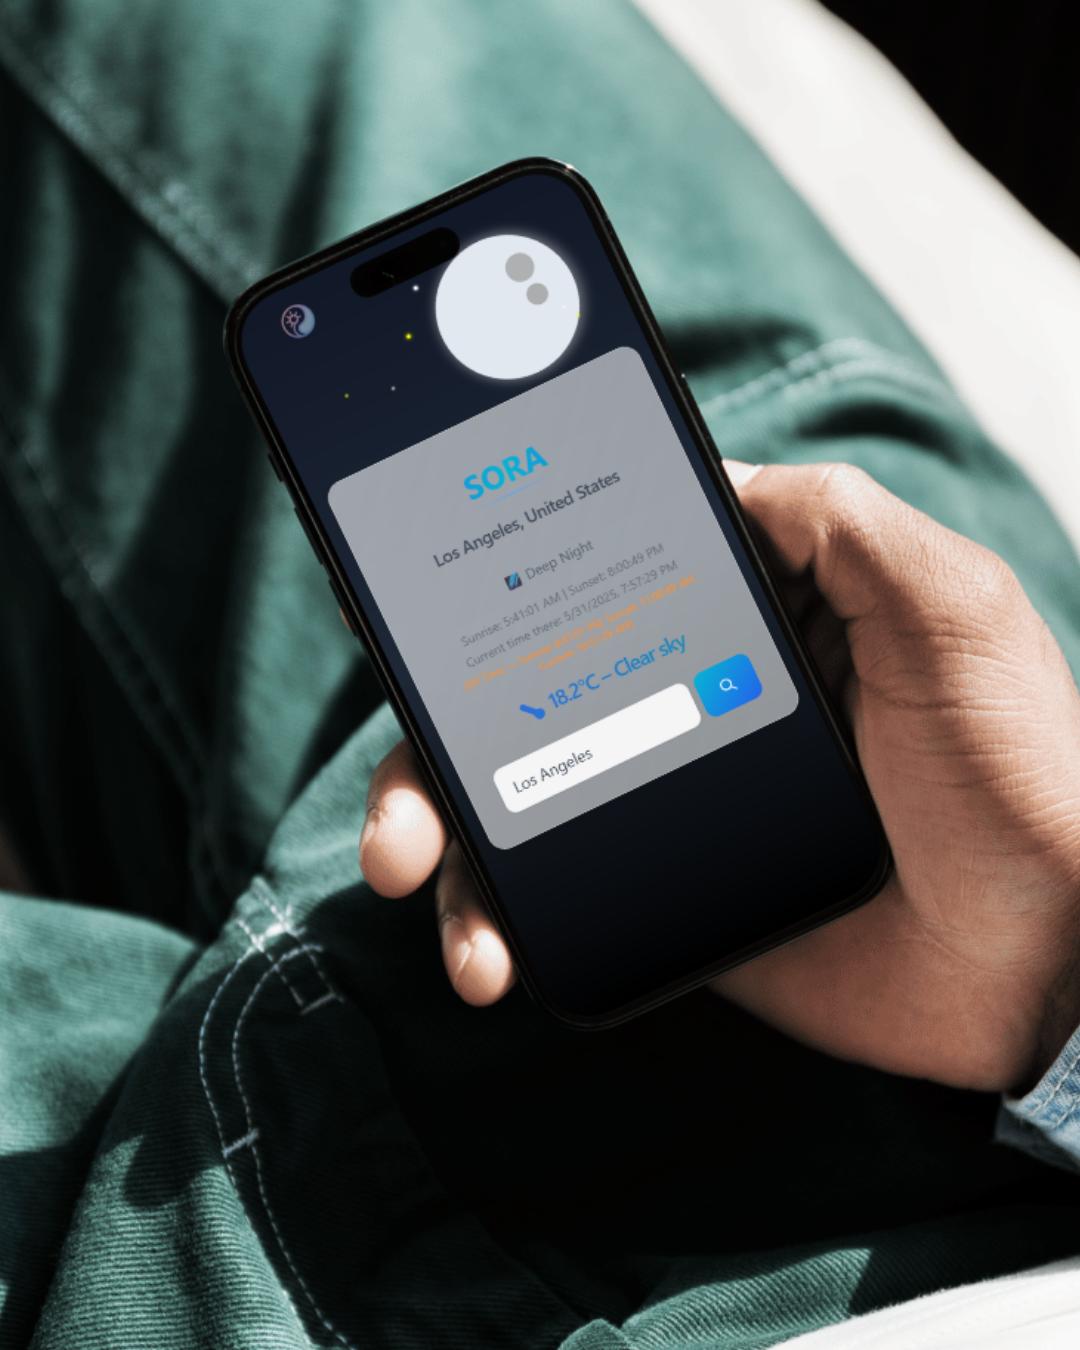 SORA
Los Angeles, United States
Deep Night
Sunrise: 5:41:01 AM | Sunset: 8:00:49 PM
Current time there: 5/31/2025, 7:57:29 PM
18.2°C – Clear sky
Los Angeles